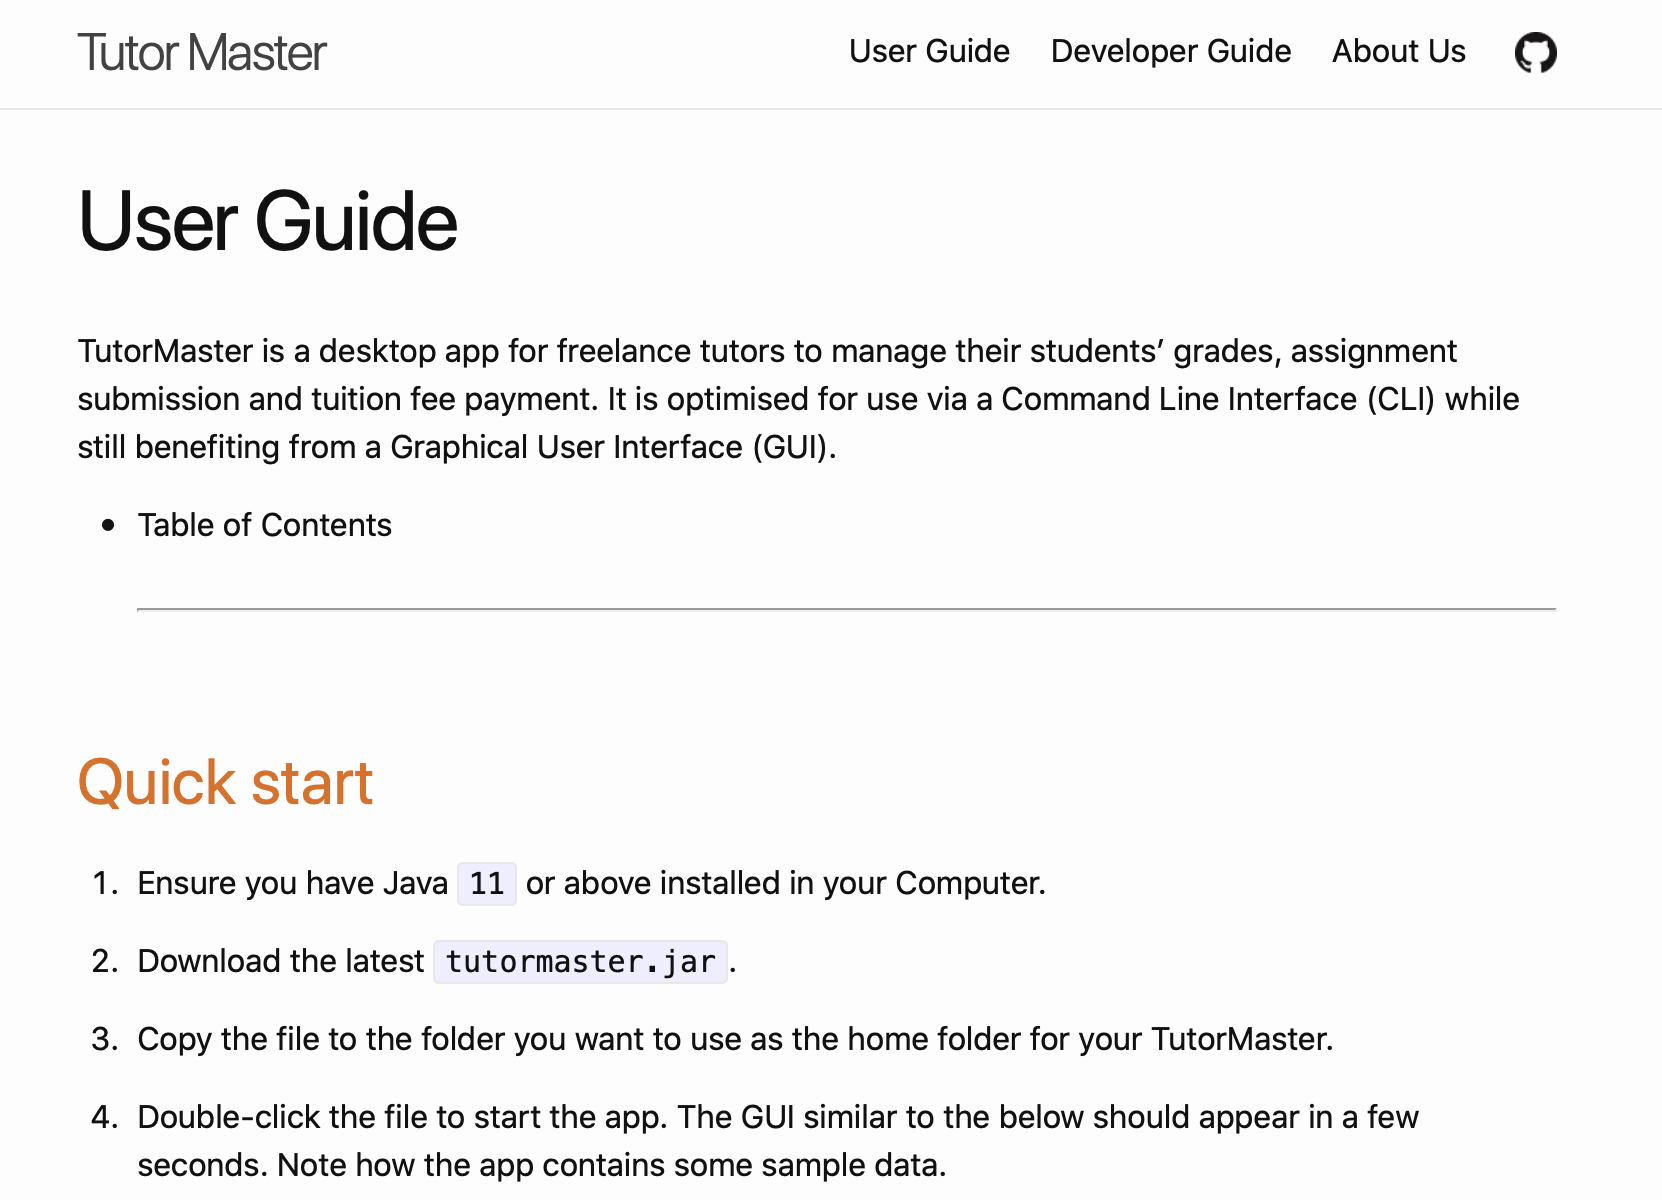 Tutor Master
User Guide Developer Guide About Us
User Guide
TutorMaster is a desktop app for freelance tutors to manage their students’ grades, assignment
submission and tuition fee payment. It is optimised for use via a Command Line Interface (CLI) while
still benefiting from a Graphical User Interface (GUI).
• Table of Contents
Quick start
1. Ensure you have Java 11 or above installed in your Computer.
2. Download the latest tutormaster.jar.
3. Copy the file to the folder you want to use as the home folder for your TutorMaster.
4. Double-click the file to start the app. The GUI similar to the below should appear in a few
seconds. Note how the app contains some sample data.